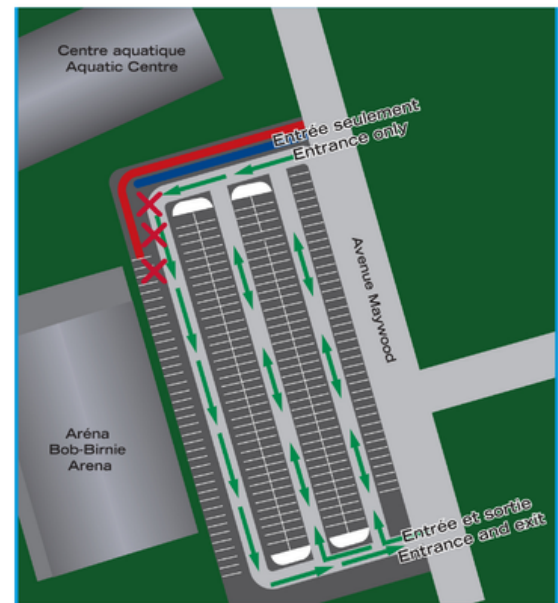 Centre aquatique
Aquatic Centre
Entrée seulement
Entrance only
Avenue Maywood
Aréna
Bob-Birnie
Arena
Entrée et sortie
Entrance and exit